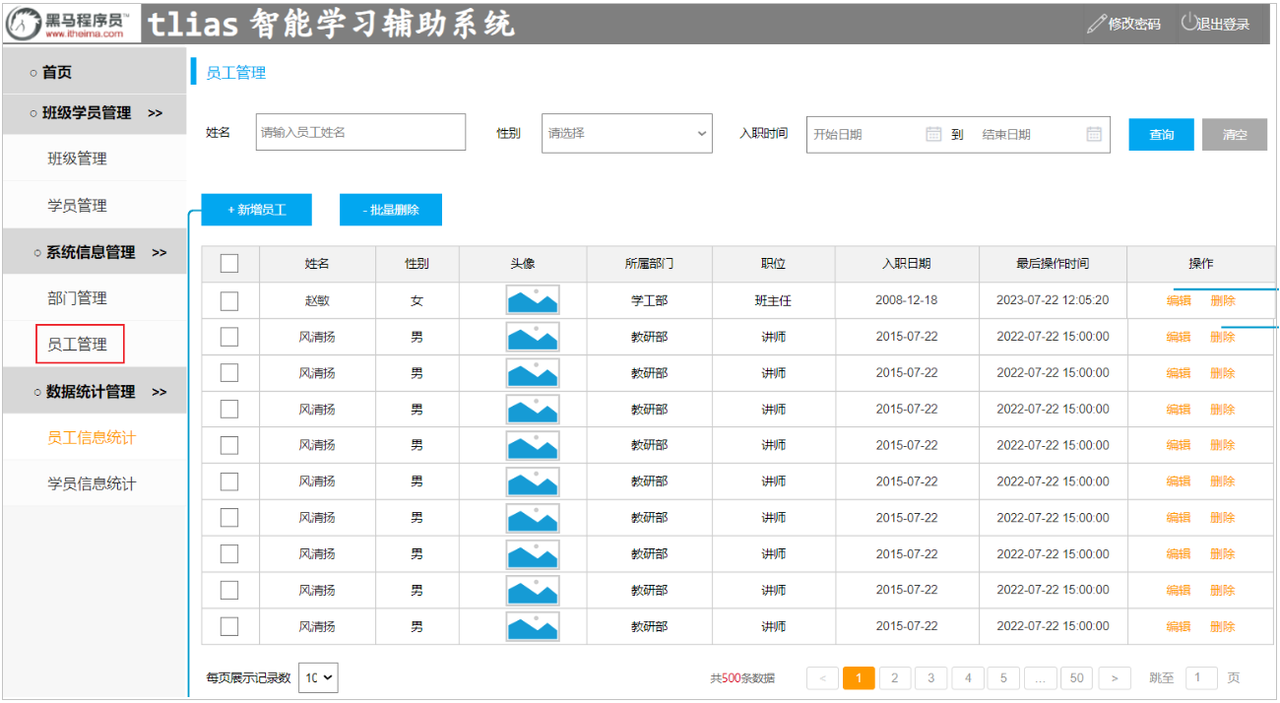 黑马程序员™
www.itheima.com
tlias 智能学习辅助系统
修改密码 退出登录
首页
班级学员管理 >>
班级管理
学员管理
系统信息管理 >>
部门管理
员工管理
数据统计管理 >>
员工信息统计
学员信息统计
员工管理
姓名 请输入员工姓名 性别 请选择 入职时间 开始日期 到 结束日期 查询 清空
+ 新增员工 - 批量删除
姓名 性别 头像 所属部门 职位 入职日期 最后操作时间 操作
赵敏 女 学工部 班主任 2008-12-18 2023-07-22 12:05:20 编辑 删除
风清扬 男 教研部 讲师 2015-07-22 2022-07-22 15:00:00 编辑 删除
风清扬 男 教研部 讲师 2015-07-22 2022-07-22 15:00:00 编辑 删除
风清扬 男 教研部 讲师 2015-07-22 2022-07-22 15:00:00 编辑 删除
风清扬 男 教研部 讲师 2015-07-22 2022-07-22 15:00:00 编辑 删除
风清扬 男 教研部 讲师 2015-07-22 2022-07-22 15:00:00 编辑 删除
风清扬 男 教研部 讲师 2015-07-22 2022-07-22 15:00:00 编辑 删除
风清扬 男 教研部 讲师 2015-07-22 2022-07-22 15:00:00 编辑 删除
风清扬 男 教研部 讲师 2015-07-22 2022-07-22 15:00:00 编辑 删除
风清扬 男 教研部 讲师 2015-07-22 2022-07-22 15:00:00 编辑 删除
每页展示记录数 10 共500条数据 < 1 2 3 4 5 ... 50 > 跳至 1 页